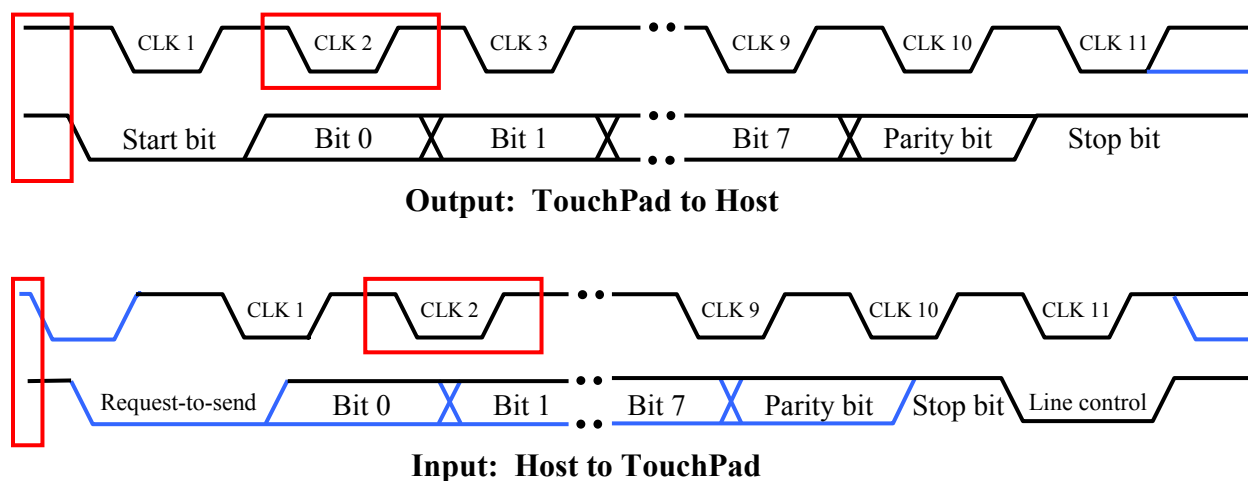 CLK 1 CLK 2 CLK 3 CLK 9 CLK 10 CLK 11
Start bit Bit 0 Bit 1 Bit 7 Parity bit Stop bit
Output: TouchPad to Host
CLK 1 CLK 2 CLK 9 CLK 10 CLK 11
Request-to-send Bit 0 Bit 1 Bit 7 Parity bit Stop bit Line control
Input: Host to TouchPad